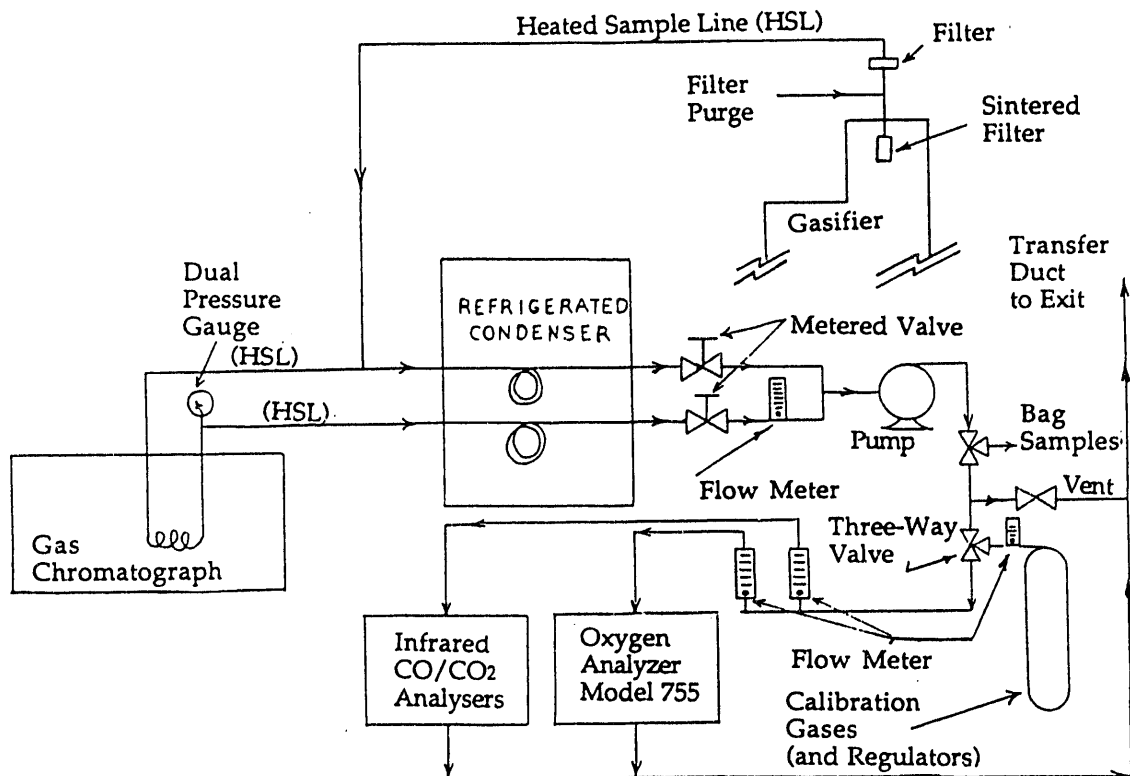 Heated Sample Line (HSL)
Filter
Filter
Purge
Sintered
Filter
Gasifier
Transfer
Duct
to Exit
Dual
Pressure
Gauge
(HSL)
REFRIGERATED
CONDENSER
Metered Valve
(HSL)
Pump
Bag
Samples
Flow Meter
Vent
Three-Way
Valve
Gas
Chromatograph
Infrared
CO/CO2
Analysers
Oxygen
Analyzer
Model 755
Flow Meter
Calibration
Gases
(and Regulators)